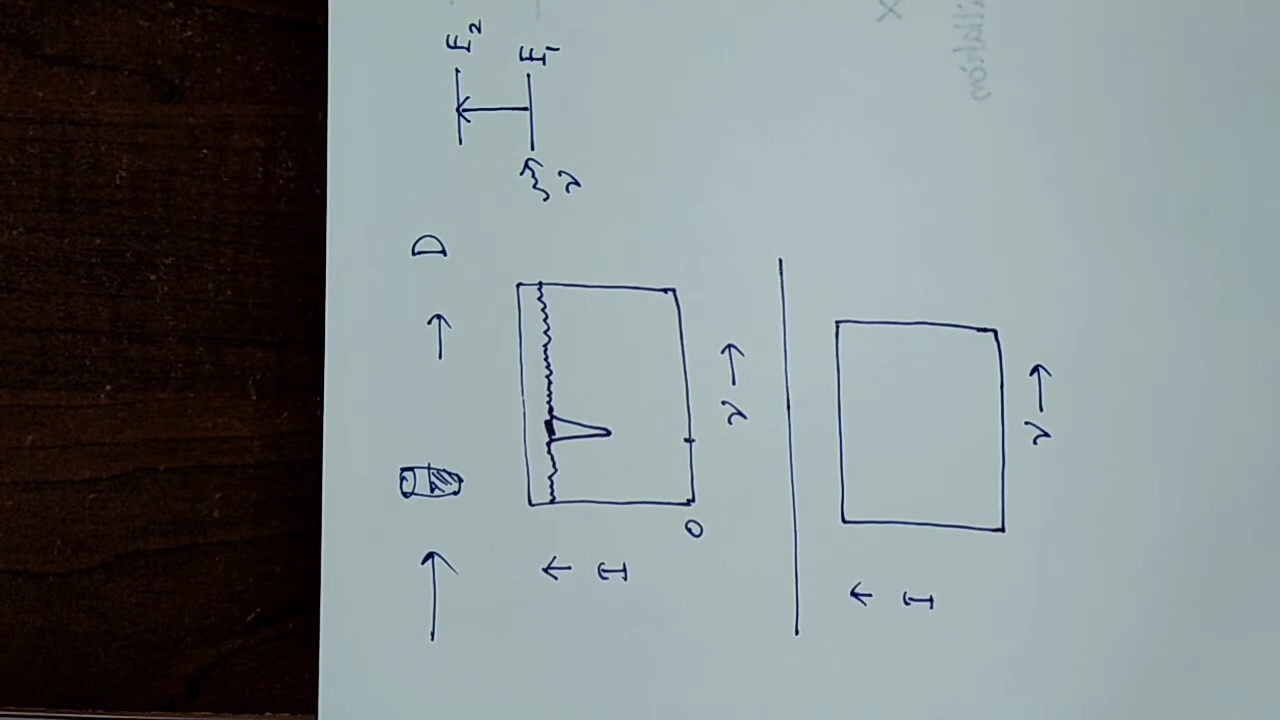 → → D
E₂
E₁
ν
↑
I
0
ν →
↑
I
ν →